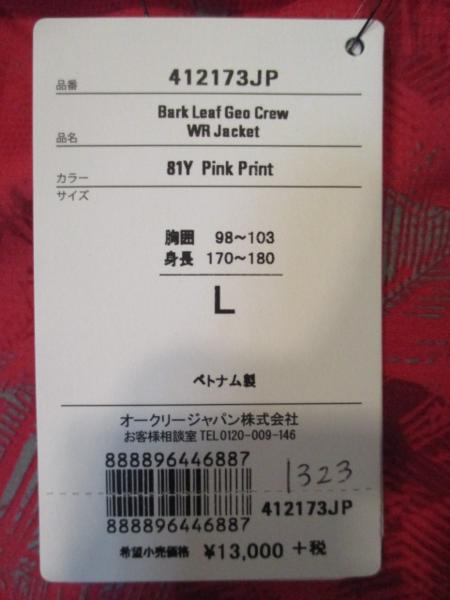 品番 412173JP
Bark Leaf Geo Crew
品名 WR Jacket
カラー 81Y Pink Print
サイズ
胸囲 98～103
身長 170～180
L
ベトナム製
オークリージャパン株式会社
お客様相談室 TEL0120-009-146
888896446887
1323
412173JP
888896446887
希望小売価格 ¥13,000 +税